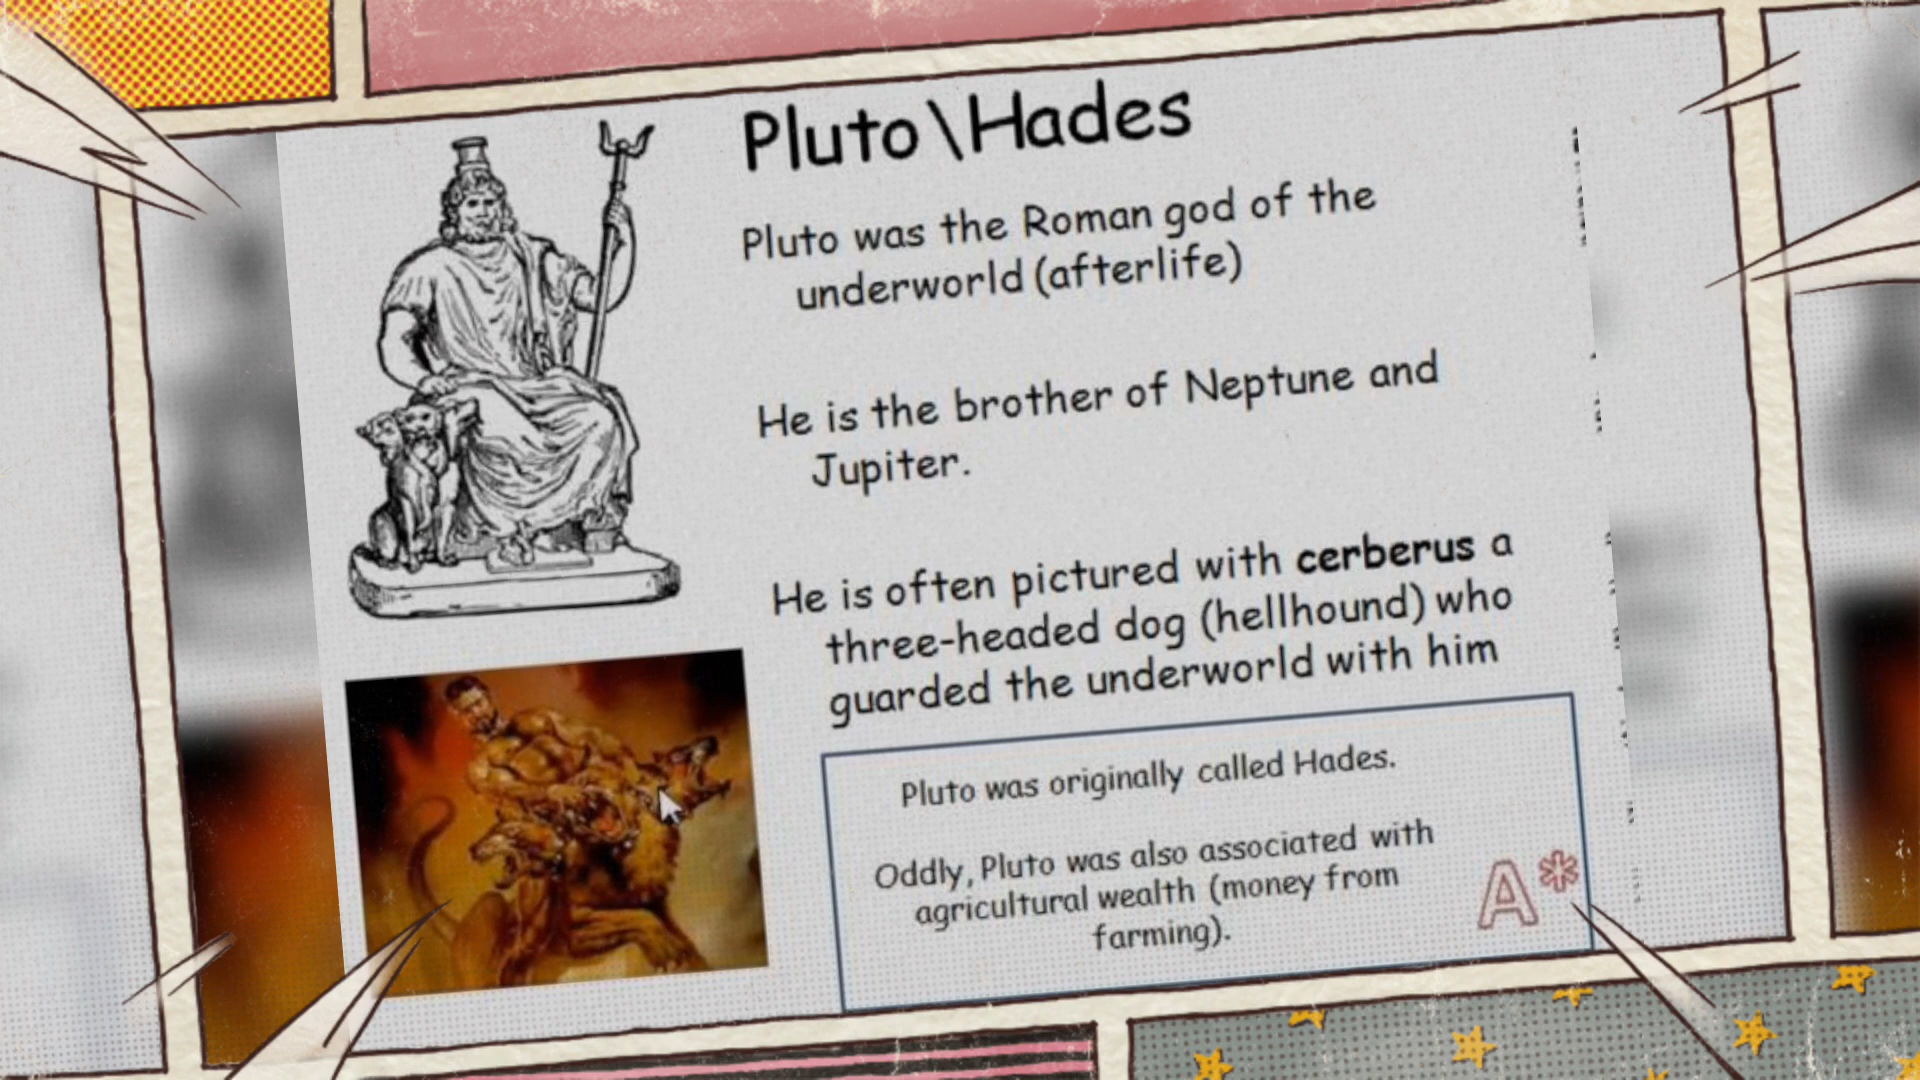 Pluto\Hades
Pluto was the Roman god of the
underworld (afterlife)
He is the brother of Neptune and
Jupiter.
He is often pictured with cerberus a
three-headed dog (hellhound) who
guarded the underworld with him
Pluto was originally called Hades.
Oddly, Pluto was also associated with
agricultural wealth (money from
farming).
A*